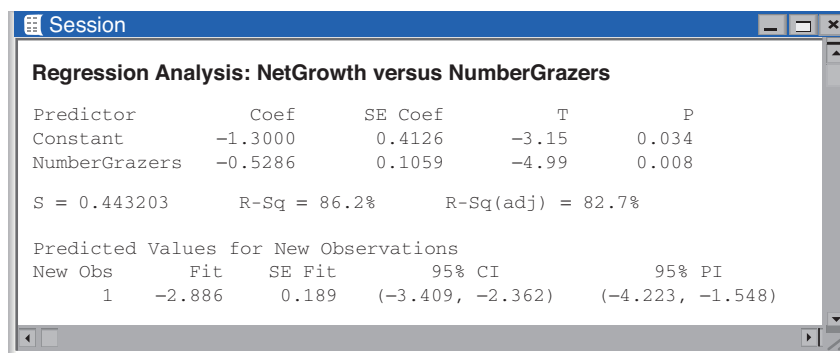 Session
Regression Analysis: NetGrowth versus NumberGrazers
Predictor Coef SE Coef T P
Constant −1.3000 0.4126 −3.15 0.034
NumberGrazers −0.5286 0.1059 −4.99 0.008
S = 0.443203 R-Sq = 86.2% R-Sq(adj) = 82.7%
Predicted Values for New Observations
New Obs Fit SE Fit 95% CI 95% PI
1 −2.886 0.189 (−3.409, −2.362) (−4.223, −1.548)